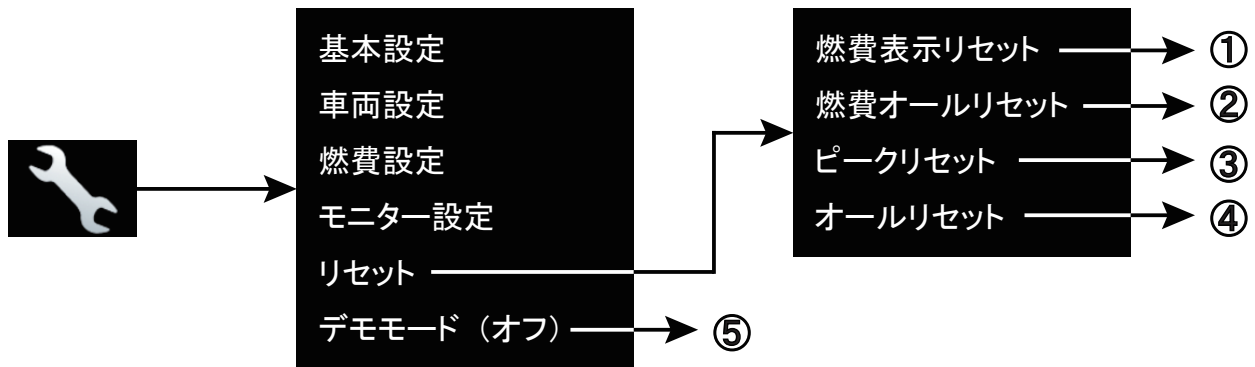 基本設定
車両設定
燃費設定
モニター設定
リセット
デモモード（オフ） ⑤
燃費表示リセット ①
燃費オールリセット ②
ピークリセット ③
オールリセット ④